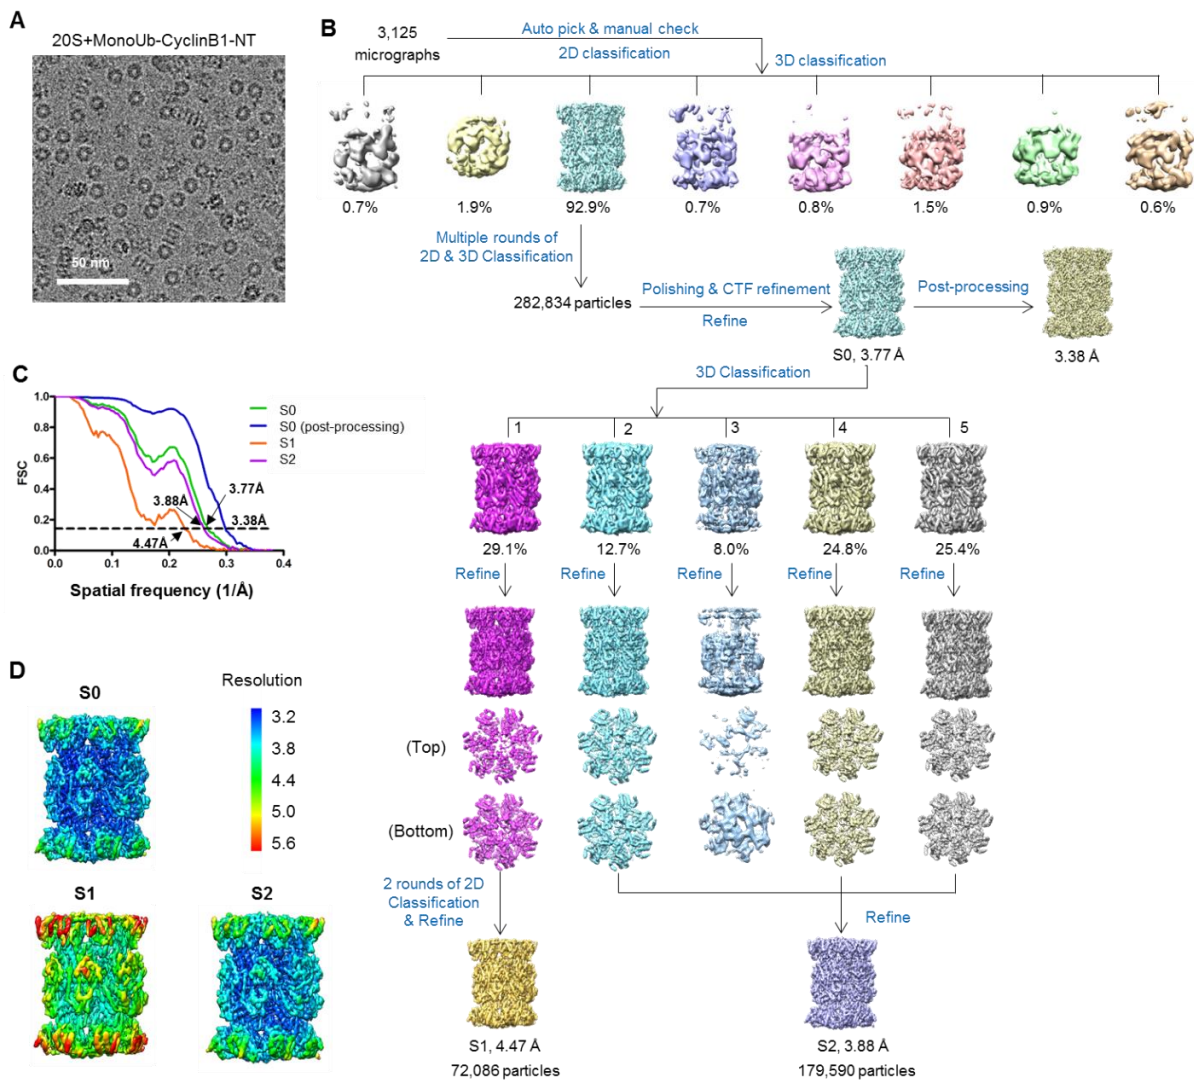 A
20S+MonoUb-CyclinB1-NT
50 nm
B
3,125
micrographs
Auto pick & manual check
2D classification
3D classification
0.7%
1.9%
92.9%
0.7%
0.8%
1.5%
0.9%
0.6%
Multiple rounds of
2D & 3D Classification
282,834 particles
Polishing & CTF refinement
Refine
Post-processing
S0, 3.77 Å
3.38 Å
3D Classification
1
2
3
4
5
29.1%
12.7%
8.0%
24.8%
25.4%
Refine
Refine
Refine
Refine
Refine
(Top)
(Bottom)
2 rounds of 2D
Classification
& Refine
Refine
S1, 4.47 Å
72,086 particles
S2, 3.88 Å
179,590 particles
C
FSC
1.0
0.8
0.6
0.4
0.2
0.0
0.0
0.1
0.2
0.3
0.4
Spatial frequency (1/Å)
S0
S0 (post-processing)
S1
S2
3.77Å
3.88Å
3.38Å
4.47Å
D
S0
Resolution
3.2
3.8
4.4
5.0
5.6
S1
S2